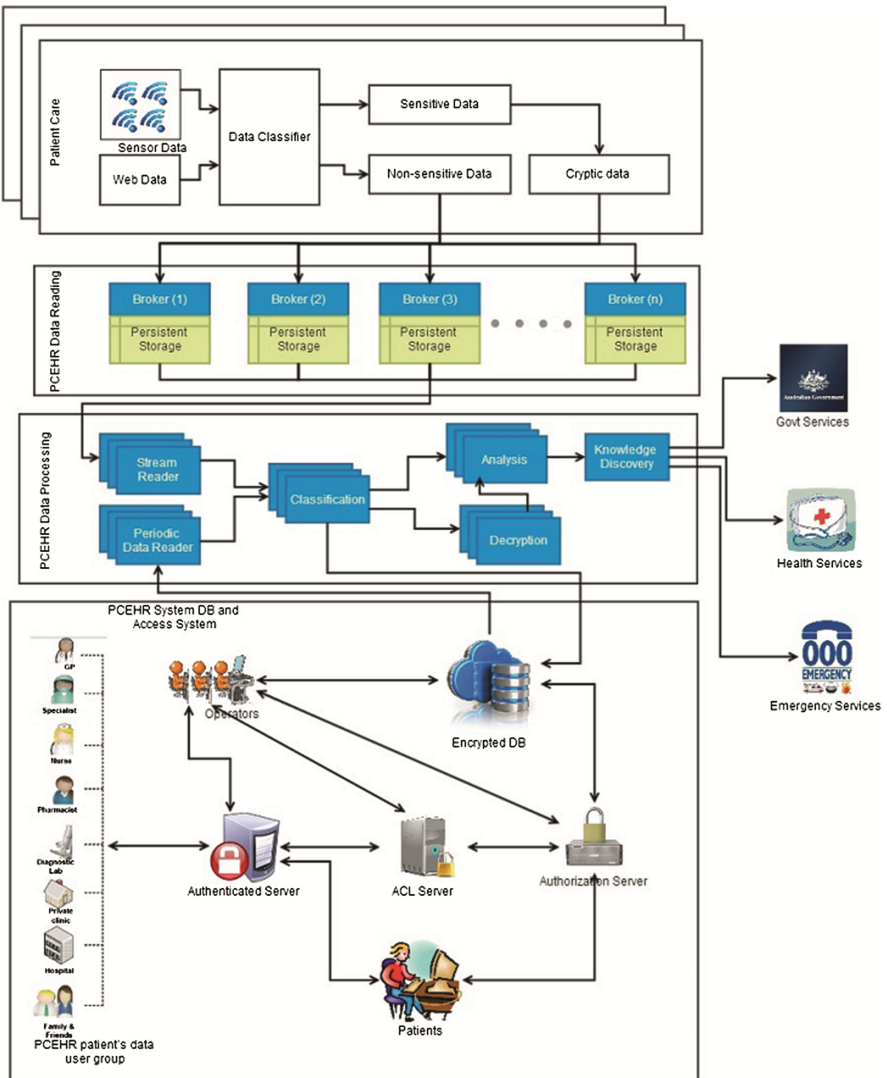 Patient Care
Sensor Data
Web Data
Data Classifier
Sensitive Data
Non-sensitive Data
Cryptic data
PCEHR Data Reading
Broker (1)
Persistent
Storage
Broker (2)
Persistent
Storage
Broker (3)
Persistent
Storage
Broker (n)
Persistent
Storage
PCEHR Data Processing
Stream
Reader
Periodic
Data Reader
Classification
Analysis
Decryption
Knowledge
Discovery
Australian Government
Govt Services
Health Services
000
EMERGENCY
Emergency Services
PCEHR System DB and
Access System
GP
Specialist
Nurse
Pharmacist
Diagnostic
Lab
Private
clinic
Hospital
Family &
Friends
PCEHR patient's data
user group
Operators
Encrypted DB
Authenticated Server
ACL Server
Authorization Server
Patients